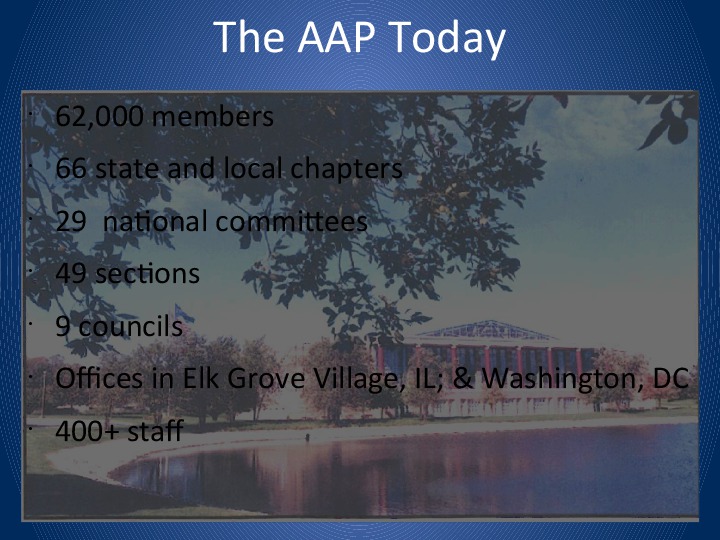 The AAP Today
· 62,000 members
· 66 state and local chapters
· 29  national committees
· 49 sections
· 9 councils
· Offices in Elk Grove Village, IL; & Washington, DC
· 400+ staff